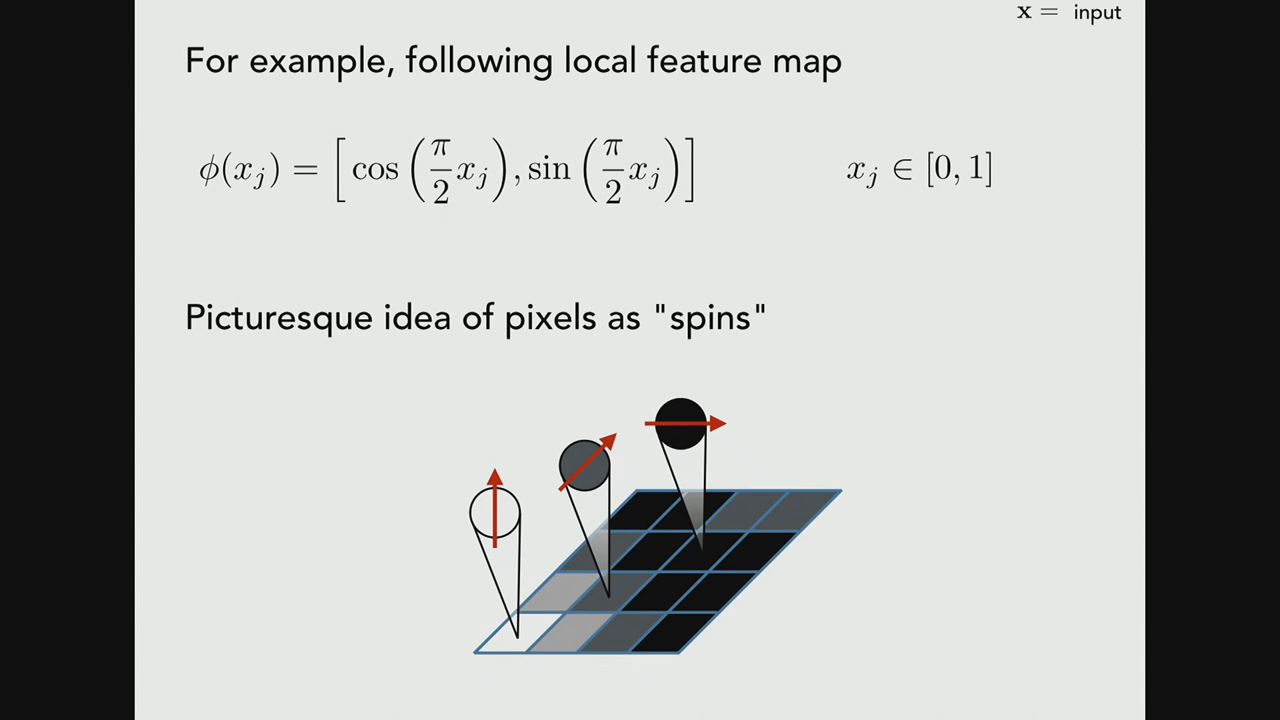 x = input
For example, following local feature map
ϕ(x_j) = [ cos (π/2 x_j), sin (π/2 x_j) ]    x_j ∈ [0, 1]
Picturesque idea of pixels as "spins"